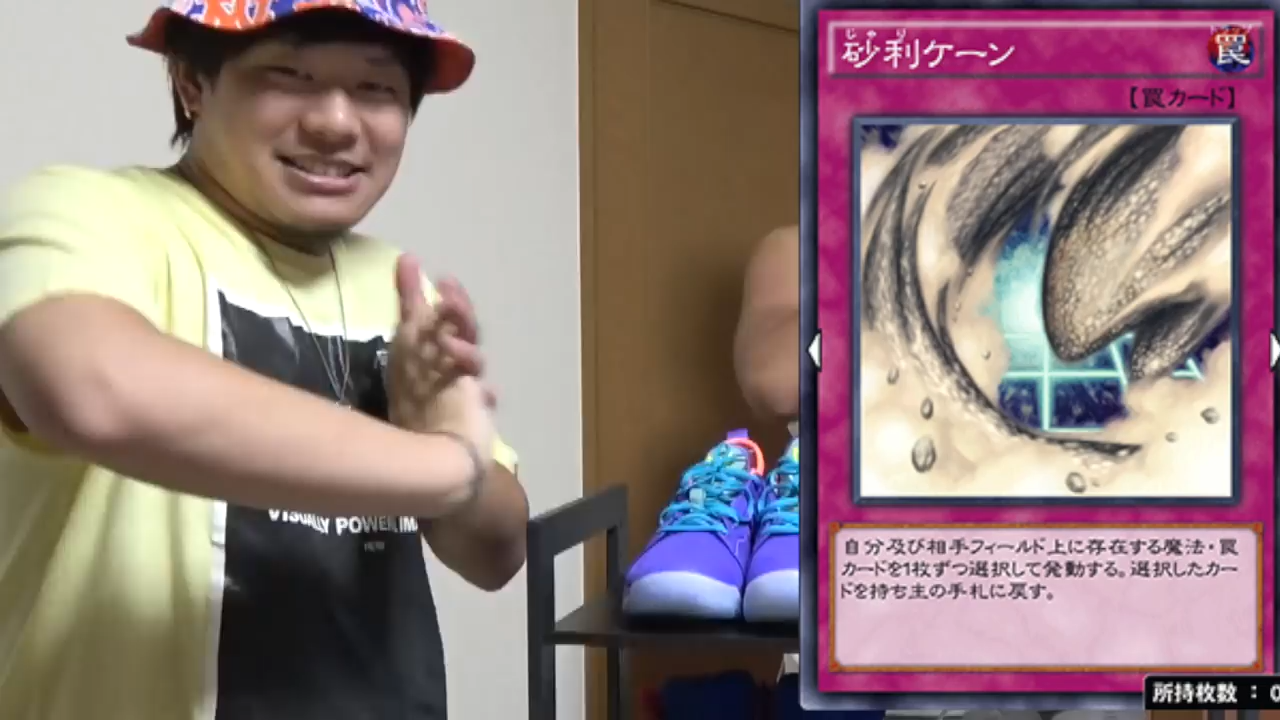 じゃり
砂利ケーン
罠
【罠カード】
自分及び相手フィールド上に存在する魔法・罠
カードを1枚ずつ選択して発動する。選択したカー
ドを持ち主の手札に戻す。
所持枚数 : 0
VISUALLY POWER, IMA